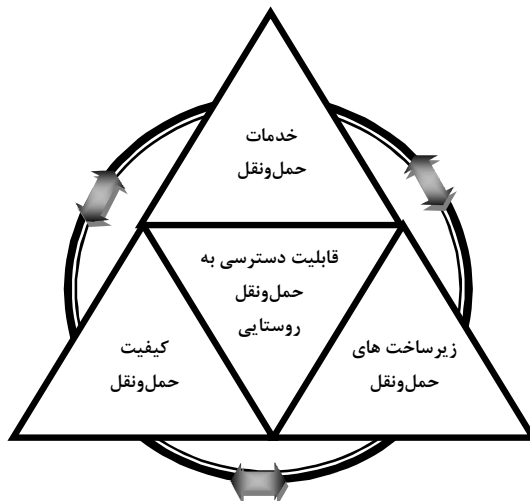 خدمات
حمل‌ونقل
قابلیت دسترسی به
حمل‌ونقل
روستایی
زیرساخت های
حمل‌ونقل
کیفیت
حمل‌ونقل